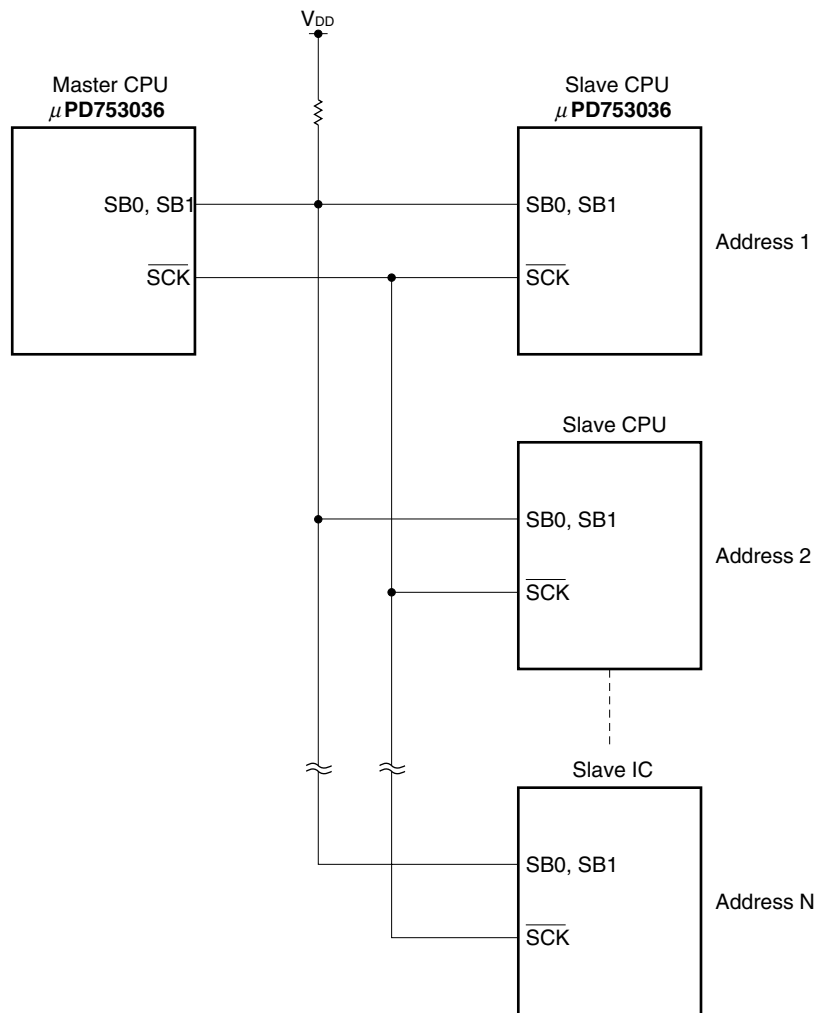 VDD
Master CPU
μPD753036
Slave CPU
μPD753036
SB0, SB1
SCK
SB0, SB1
SCK
Address 1
Slave CPU
SB0, SB1
SCK
Address 2
Slave IC
SB0, SB1
SCK
Address N